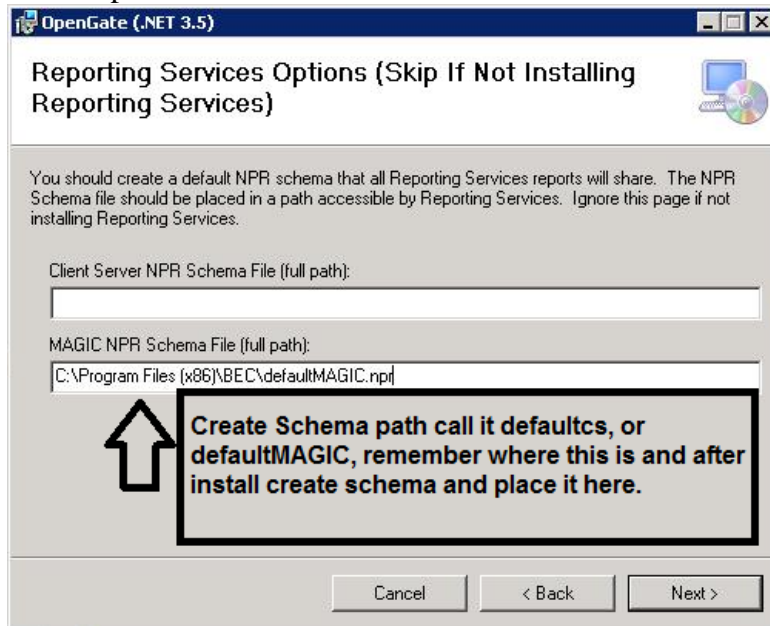 OpenGate (.NET 3.5)
Reporting Services Options (Skip If Not Installing
Reporting Services)
You should create a default NPR schema that all Reporting Services reports will share. The NPR
Schema file should be placed in a path accessible by Reporting Services. Ignore this page if not
installing Reporting Services.
Client Server NPR Schema File (full path):
MAGIC NPR Schema File (full path):
C:\Program Files (x86)\BEC\defaultMAGIC.npr
Create Schema path call it defaultcs, or
defaultMAGIC, remember where this is and after
install create schema and place it here.
Cancel < Back Next >